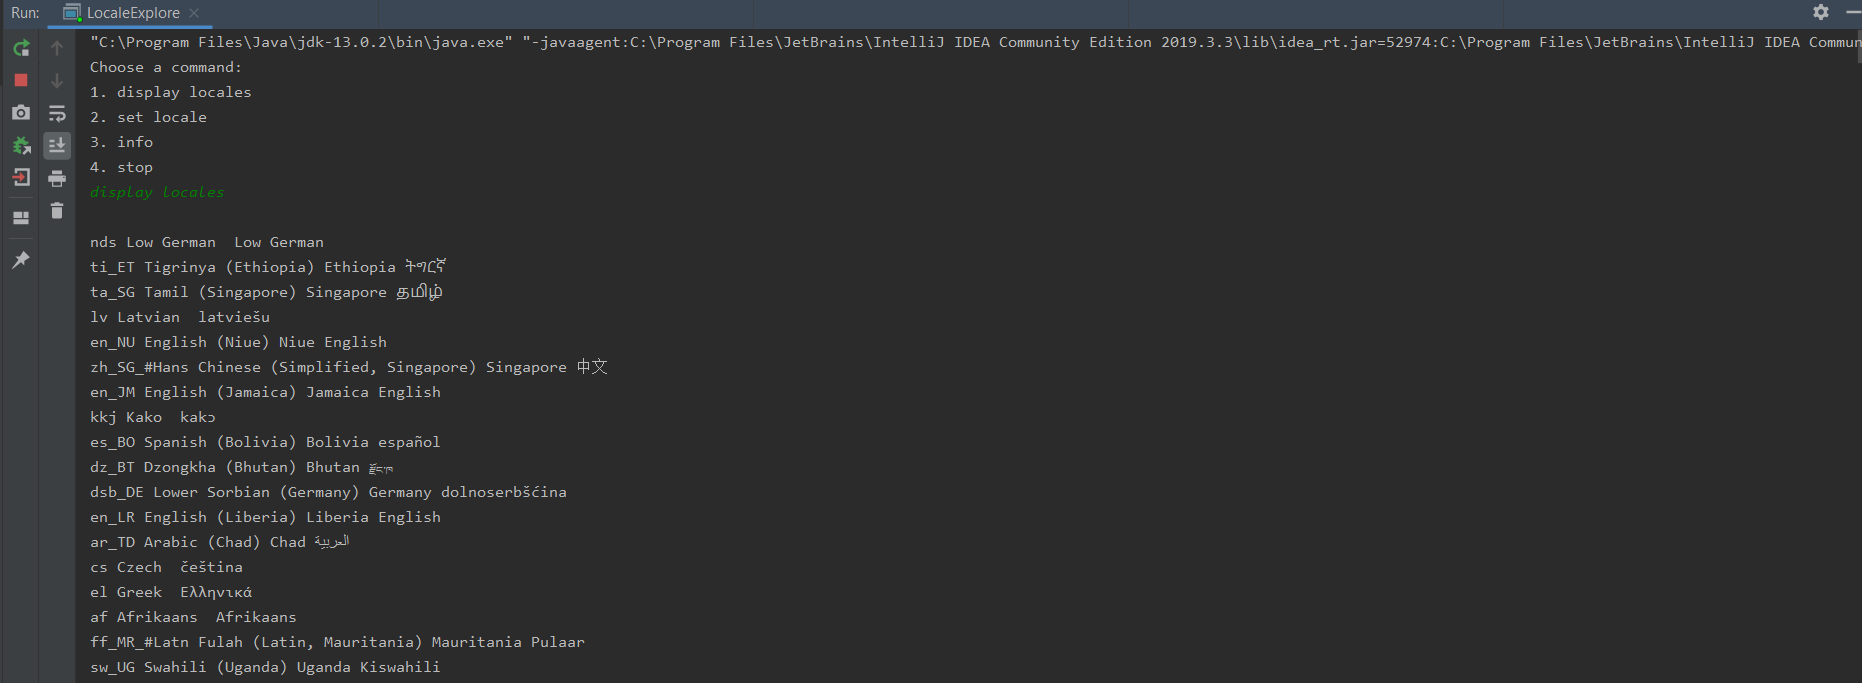 Run: LocaleExplore
"C:\Program Files\Java\jdk-13.0.2\bin\java.exe" "-javaagent:C:\Program Files\JetBrains\IntelliJ IDEA Community Edition 2019.3.3\lib\idea_rt.jar=52974:C:\Program Files\JetBrains\IntelliJ IDEA Commun
Choose a command:
1. display locales
2. set locale
3. info
4. stop
display locales
nds Low German  Low German
ti_ET Tigrinya (Ethiopia) Ethiopia ትግርኛ
ta_SG Tamil (Singapore) Singapore தமிழ்
lv Latvian  latviešu
en_NU English (Niue) Niue English
zh_SG_#Hans Chinese (Simplified, Singapore) Singapore 中文
en_JM English (Jamaica) Jamaica English
kkj Kako  kakɔ
es_BO Spanish (Bolivia) Bolivia español
dz_BT Dzongkha (Bhutan) Bhutan རྫོང་ཁ
dsb_DE Lower Sorbian (Germany) Germany dolnoserbšćina
en_LR English (Liberia) Liberia English
ar_TD Arabic (Chad) Chad العربية
cs Czech  čeština
el Greek  Ελληνικά
af Afrikaans  Afrikaans
ff_MR_#Latn Fulah (Latin, Mauritania) Mauritania Pulaar
sw_UG Swahili (Uganda) Uganda Kiswahili